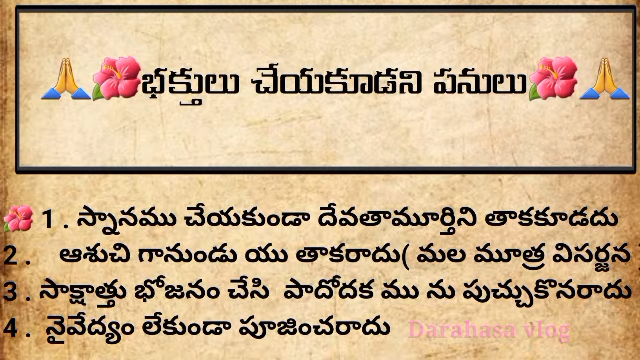 🙏🌺భక్తులు చేయకూడని పనులు🌺🙏
🌺 1 . స్నానము చేయకుండా దేవతామూర్తిని తాకకూడదు
2 . ఆశుచి గానుండు యు తాకరాదు( మల మూత్ర విసర్జన
3 . సాక్షాత్తు భోజనం చేసి పాదోదక ము ను పుచ్చుకొనరాదు
4 . నైవేద్యం లేకుండా పూజించరాదు Darahasa vlog